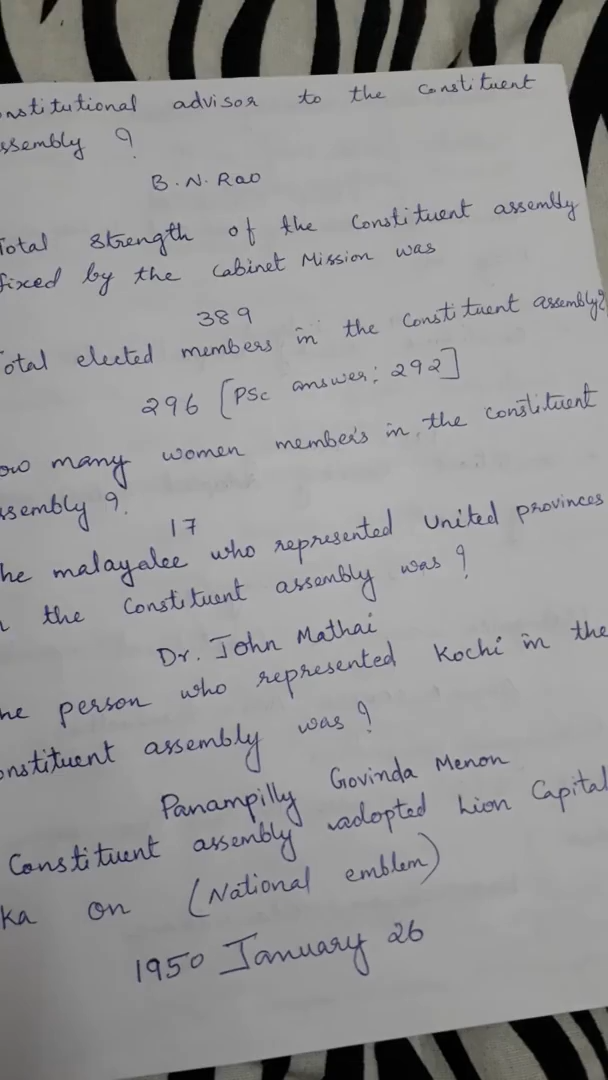 onstitutional advisor to the constituent
ssembly ?
B. N. Rao
Total strength of the Constituent assembly
fixed by the Cabinet Mission was
389
otal elected members in the Constituent assembly?
296 [PSC answer: 292]
ow many women members in the constituent
ssembly ?
17
he malayalee who represented United provinces
n the Constituent assembly was ?
Dr. John Mathai
he person who represented Kochi in the
onstituent assembly was ?
Panampilly Govinda Menon
Constituent assembly adopted Lion Capital
ka on (National emblem)
1950 January 26